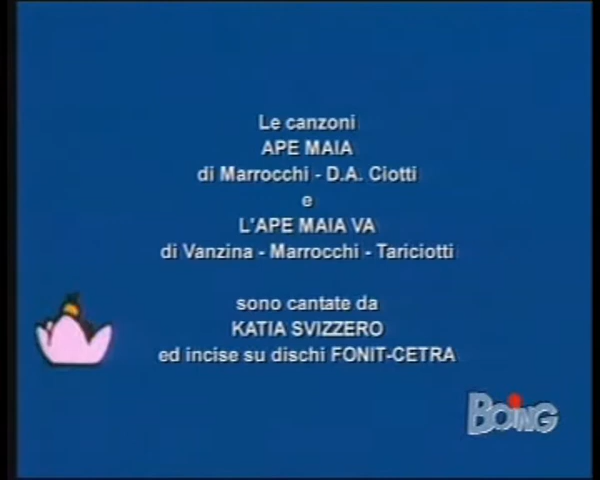 Le canzoni
APE MAIA
di Marrocchi - D.A. Ciotti
e
L'APE MAIA VA
di Vanzina - Marrocchi - Tariciotti
sono cantate da
KATIA SVIZZERO
ed incise su dischi FONIT-CETRA
BOING